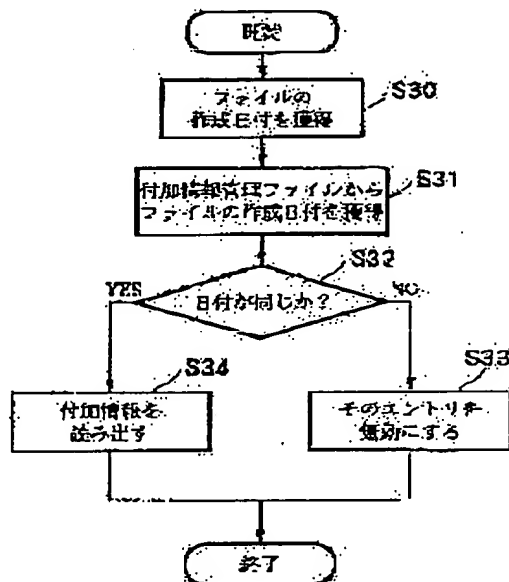 開始
S30
ファイルの
作成日付を獲得
S31
付加情報管理ファイルから
ファイルの作成日付を獲得
S32
YES
日付が同じか?
NO
S34
付加情報を
読み出す
S33
そのエントリを
無効にする
終了